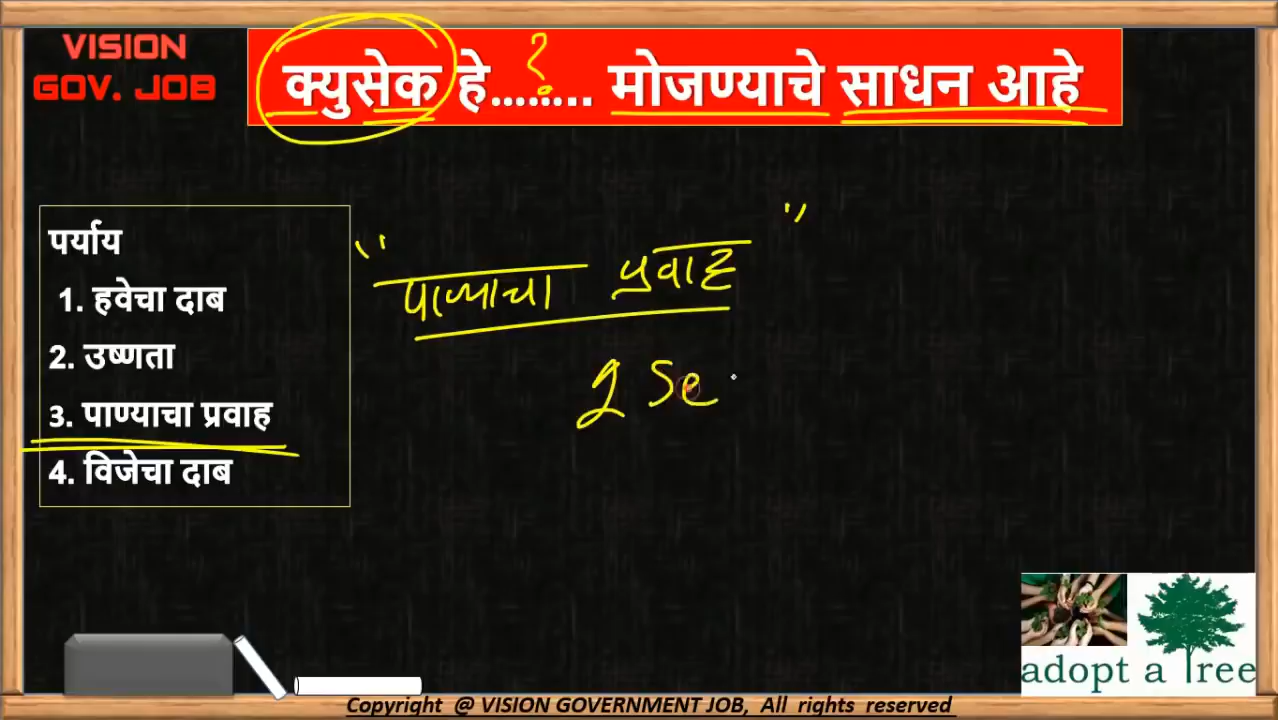 VISION
GOV. JOB
क्युसेक हे........ मोजण्याचे साधन आहे
?
पर्याय
1. हवेचा दाब
2. उष्णता
3. पाण्याचा प्रवाह
4. विजेचा दाब
"पाण्याचा प्रवाह"
Se
adopt a Tree
Copyright @ VISION GOVERNMENT JOB, All rights reserved